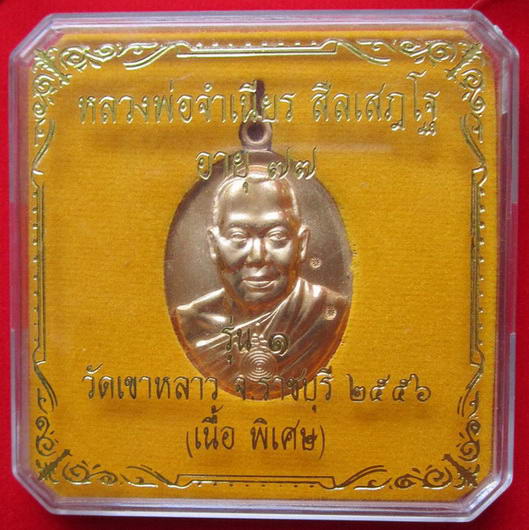 หลวงพ่อจำเนียร สีลเสฏโฐ
อายุ ๗๗
รุ่น ๑
วัดเขาหลาว จ.ราชบุรี ๒๕๕๖
(เนื้อ พิเศษ)